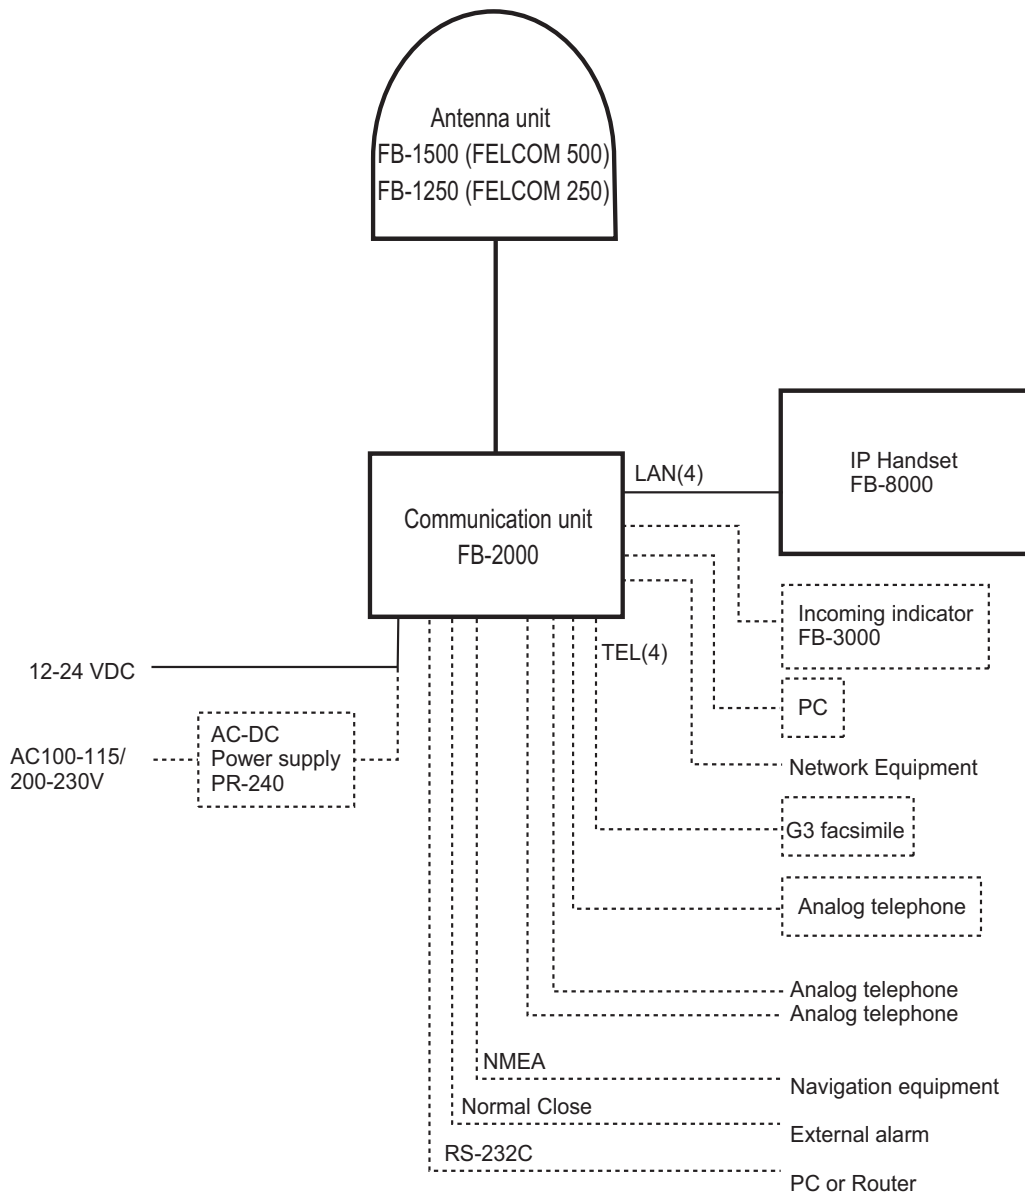 Antenna unit
FB-1500 (FELCOM 500)
FB-1250 (FELCOM 250)
IP Handset
FB-8000
LAN(4)
Communication unit
FB-2000
Incoming indicator
FB-3000
TEL(4)
12-24 VDC
PC
AC-DC
Power supply
PR-240
AC100-115/
200-230V
Network Equipment
G3 facsimile
Analog telephone
Analog telephone
Analog telephone
NMEA
Navigation equipment
Normal Close
External alarm
RS-232C
PC or Router